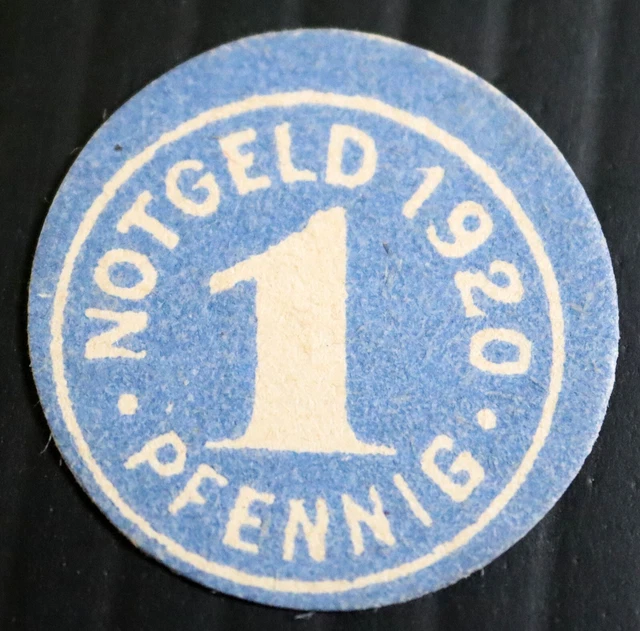 NOTGELD 1920
1
· PFENNIG ·